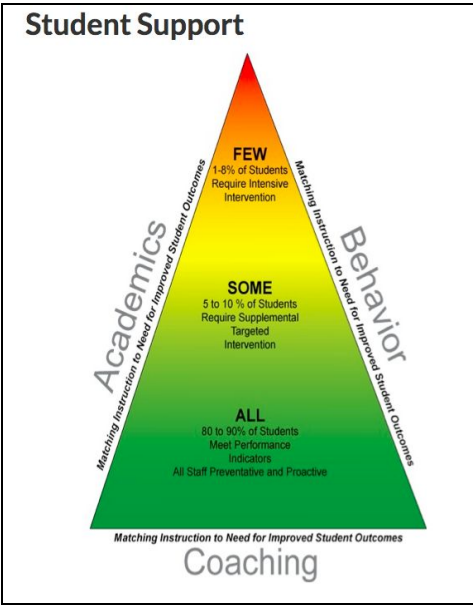 Student Support
FEW
1-8% of Students
Require Intensive
Intervention
Academics
Matching Instruction to Need for Improved Student Outcomes
Matching Instruction to Need for Improved Student Outcomes
Behavior
SOME
5 to 10 % of Students
Require Supplemental
Targeted
Intervention
ALL
80 to 90% of Students
Meet Performance
Indicators
All Staff Preventative and Proactive
Matching Instruction to Need for Improved Student Outcomes
Coaching